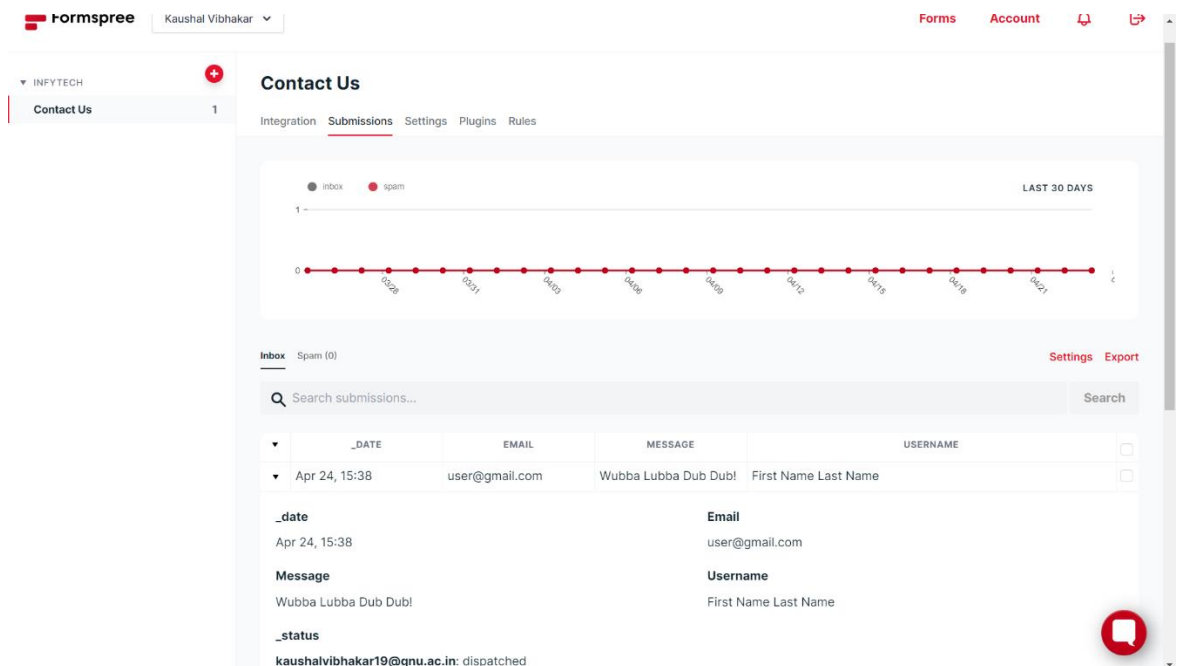 Formspree Kaushal Vibhakar Forms Account
INFYTECH
Contact Us 1
Contact Us
Integration Submissions Settings Plugins Rules
inbox spam LAST 30 DAYS
1
0
03/28 03/31 04/03 04/06 04/09 04/12 04/15 04/18 04/21
Inbox Spam (0) Settings Export
Search submissions... Search
_DATE EMAIL MESSAGE USERNAME
Apr 24, 15:38 user@gmail.com Wubba Lubba Dub Dub! First Name Last Name
_date Email
Apr 24, 15:38 user@gmail.com
Message Username
Wubba Lubba Dub Dub! First Name Last Name
_status
kaushalvibhakar19@gnu.ac.in: dispatched